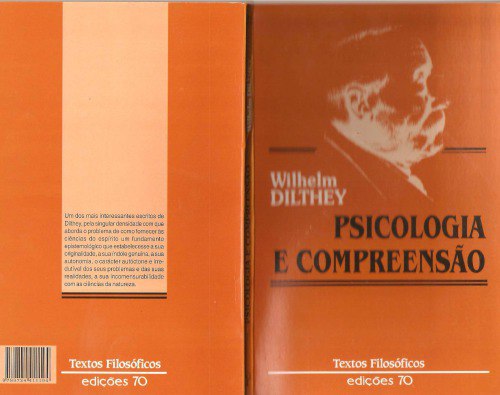 Um dos mais interessantes escritos de
Dilthey, pela singular densidade com que
aborda o problema de como fornecer às
ciências do espírito um fundamento
epistemológico que estabelecesse a sua
originalidade, a sua índole genuína, a sua
autonomia, o carácter autóctone e irre-
dutível dos seus problemas e das suas
realidades, a sua incomensurabilidade
com as ciências da natureza.
Textos Filosóficos
edições 70
PSICOLOGIA E COMPREENSÃO
Wilhelm
DILTHEY
PSICOLOGIA
E COMPREENSÃO
Textos Filosóficos
edições 70